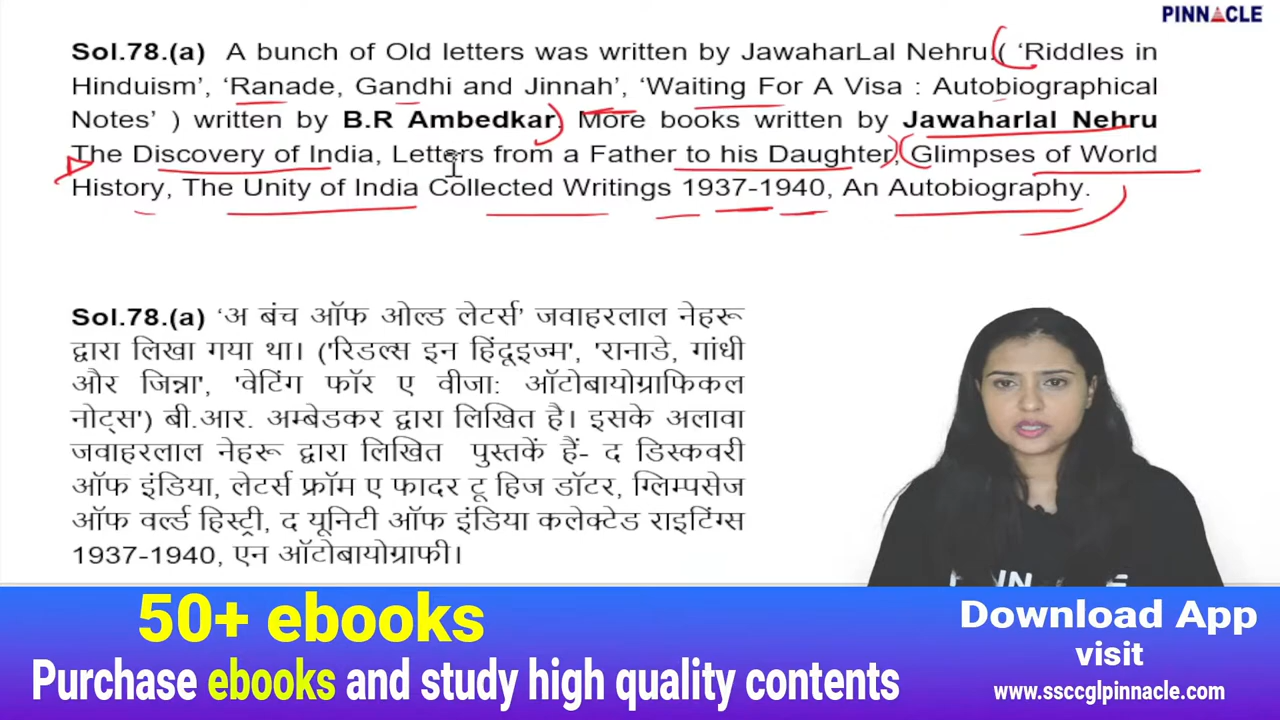 PINNACLE
Sol.78.(a) A bunch of Old letters was written by JawaharLal Nehru.( 'Riddles in
Hinduism', 'Ranade, Gandhi and Jinnah', 'Waiting For A Visa : Autobiographical
Notes' ) written by B.R Ambedkar. More books written by Jawaharlal Nehru
The Discovery of India, Letters from a Father to his Daughter, Glimpses of World
History, The Unity of India Collected Writings 1937-1940, An Autobiography.
Sol.78.(a) 'अ बंच ऑफ ओल्ड लेटर्स' जवाहरलाल नेहरू
द्वारा लिखा गया था। ('रिडल्स इन हिंदूइज्म', 'रानाडे, गांधी
और जिन्ना', 'वेटिंग फॉर ए वीजा: ऑटोबायोग्राफिकल
नोट्स') बी.आर. अम्बेडकर द्वारा लिखित है। इसके अलावा
जवाहरलाल नेहरू द्वारा लिखित पुस्तकें हैं- द डिस्कवरी
ऑफ इंडिया, लेटर्स फ्रॉम ए फादर टू हिज डॉटर, ग्लिम्पसेज
ऑफ वर्ल्ड हिस्ट्री, द यूनिटी ऑफ इंडिया कलेक्टेड राइटिंग्स
1937-1940, एन ऑटोबायोग्राफी।
50+ ebooks
Purchase ebooks and study high quality contents
Download App
visit
www.ssccglpinnacle.com